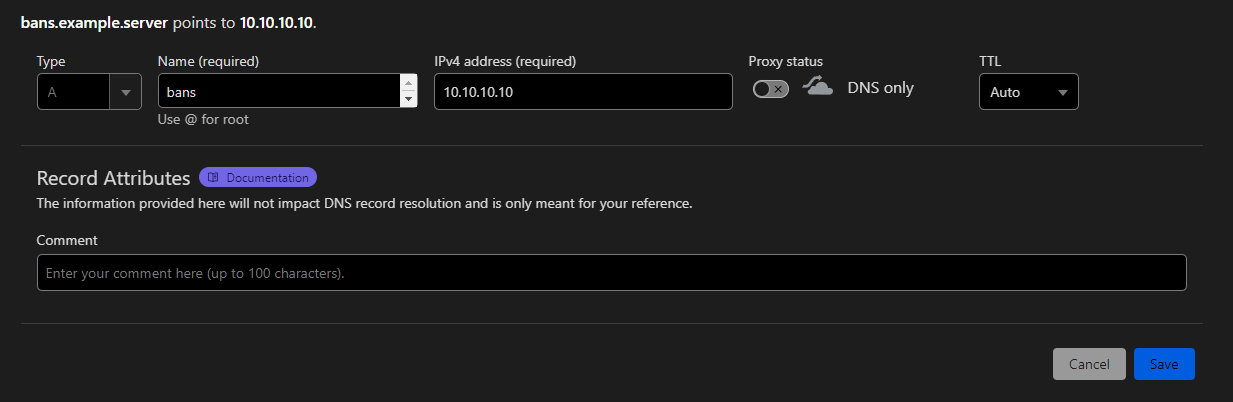 bans.example.server points to 10.10.10.10.
Type Name (required) IPv4 address (required) Proxy status TTL
A bans 10.10.10.10 DNS only Auto
Use @ for root
Record Attributes Documentation
The information provided here will not impact DNS record resolution and is only meant for your reference.
Comment
Enter your comment here (up to 100 characters).
Cancel Save